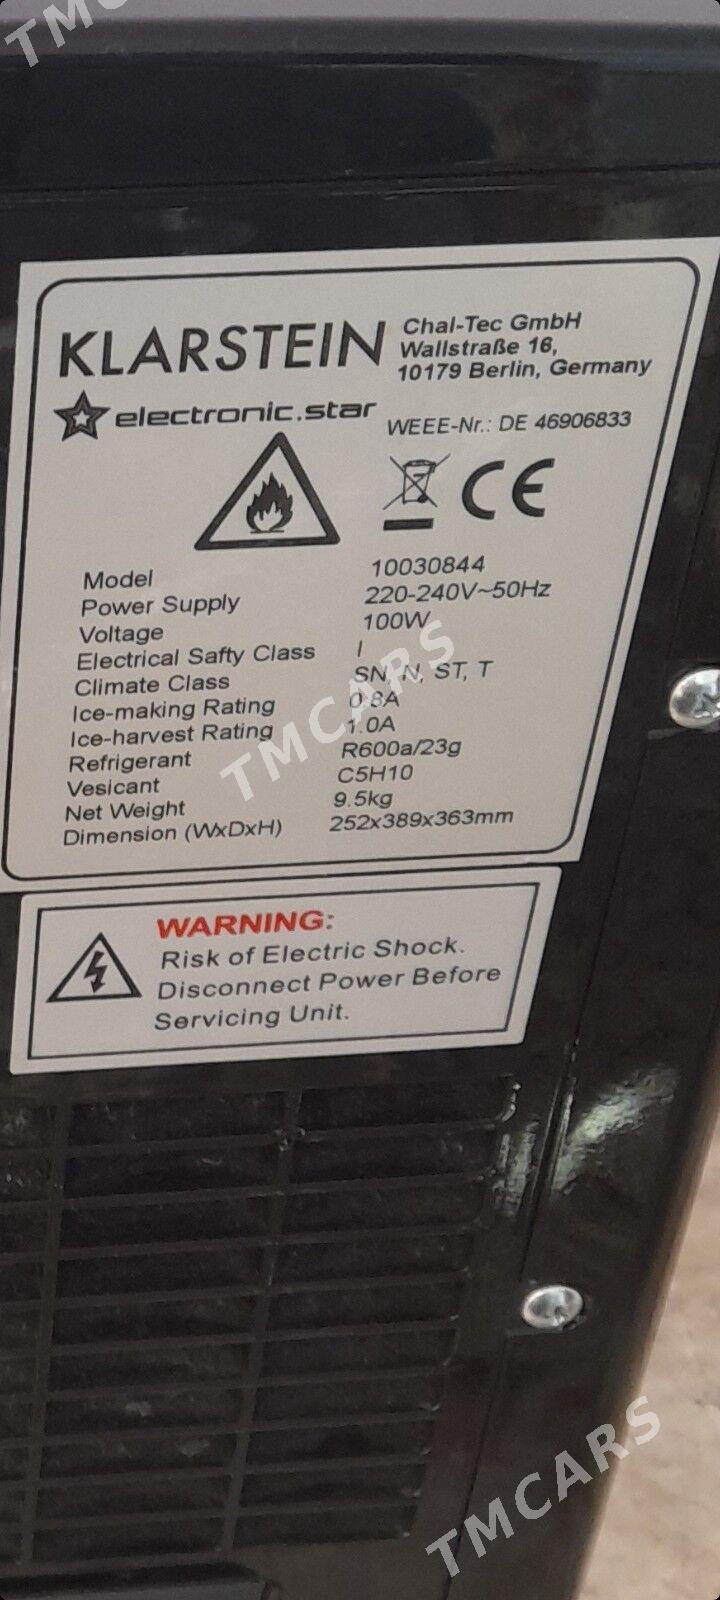 TMCARS
KLARSTEIN
Chal-Tec GmbH
Wallstraße 16,
10179 Berlin, Germany
electronic.star
WEEE-Nr.: DE 46906833
CE
Model 10030844
Power Supply 220-240V~50Hz
Voltage 100W
Electrical Safty Class I
Climate Class SN, N, ST, T
Ice-making Rating 0.8A
Ice-harvest Rating 1.0A
Refrigerant R600a/23g
Vesicant C5H10
Net Weight 9.5kg
Dimension (WxDxH) 252x389x363mm
TMCARS
WARNING:
Risk of Electric Shock.
Disconnect Power Before
Servicing Unit.
TMCARS